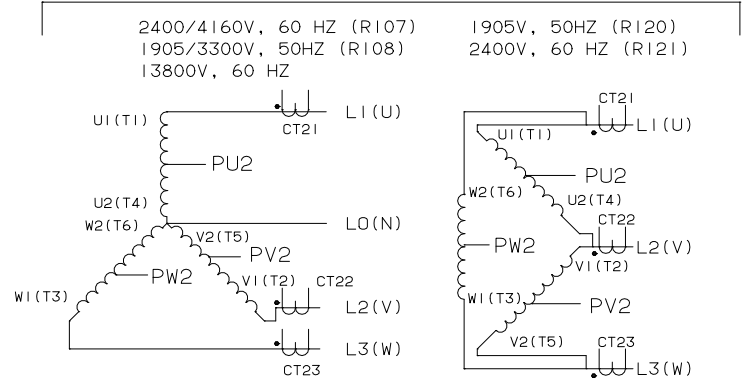 2400/4160V, 60 HZ (R107)
1905/3300V, 50HZ (R108)
13800V, 60 HZ
1905V, 50HZ (R120)
2400V, 60 HZ (R121)
U1(T1)
CT21
L1(U)
PU2
U2(T4)
W2(T6)
L0(N)
V2(T5)
PV2
PW2
V1(T2)
CT22
W1(T3)
L2(V)
L3(W)
CT23
CT21
U1(T1)
L1(U)
PU2
W2(T6)
U2(T4)
CT22
PW2
L2(V)
V1(T2)
W1(T3)
PV2
V2(T5)
CT23
L3(W)